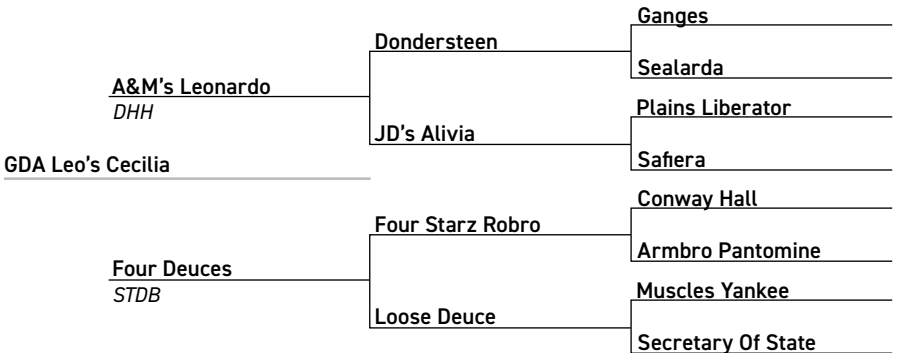 Ganges
Dondersteen
Sealarda
A&M's Leonardo
DHH
Plains Liberator
JD's Alivia
Safiera
GDA Leo's Cecilia
Conway Hall
Four Starz Robro
Armbro Pantomine
Four Deuces
STDB
Muscles Yankee
Loose Deuce
Secretary Of State